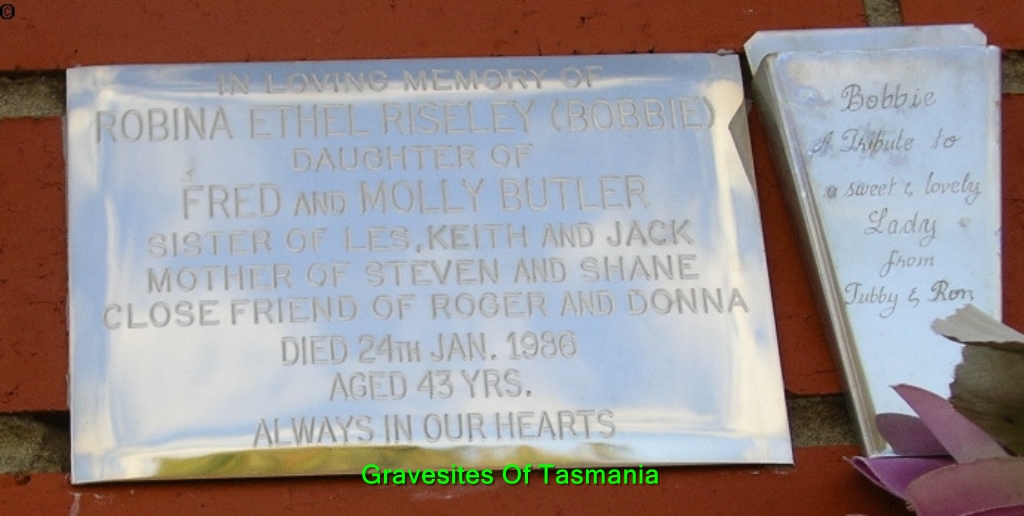 ©
IN LOVING MEMORY OF
ROBINA ETHEL RISELEY (BOBBIE)
DAUGHTER OF
FRED AND MOLLY BUTLER
SISTER OF LES, KEITH AND JACK
MOTHER OF STEVEN AND SHANE
CLOSE FRIEND OF ROGER AND DONNA
DIED 24TH JAN. 1986
AGED 43 YRS.
ALWAYS IN OUR HEARTS
Bobbie
A Tribute to
a sweet & lovely
Lady
from
Tubby & Ron
Gravesites Of Tasmania